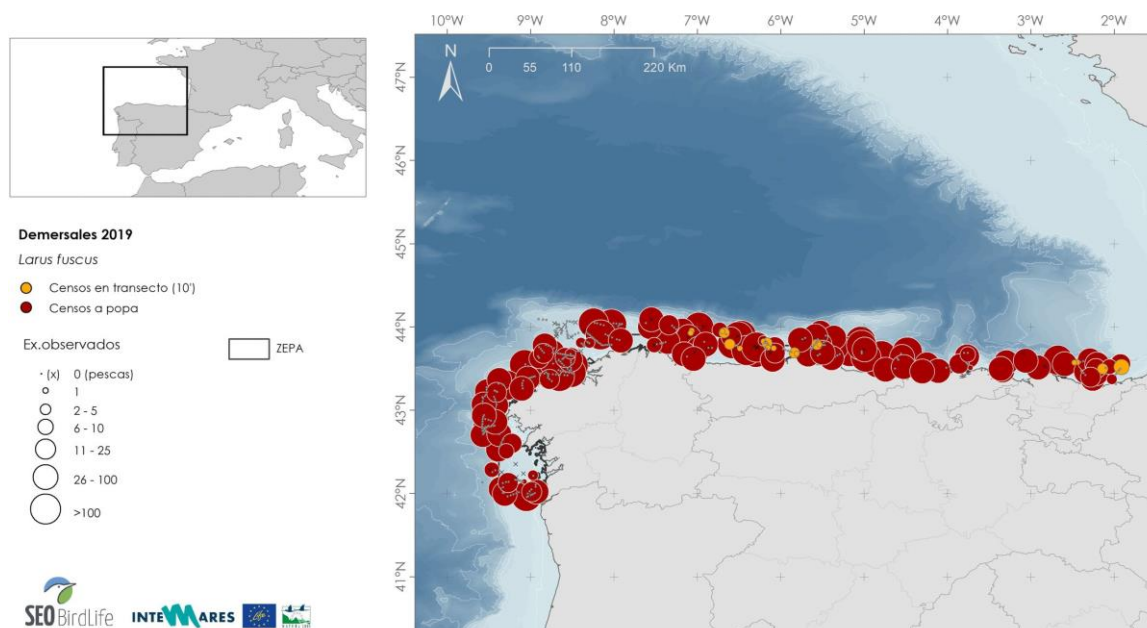 10°W 9°W 8°W 7°W 6°W 5°W 4°W 3°W 2°W
N
0 55 110 220 Km
47°N
46°N
45°N
44°N
43°N
42°N
41°N
Demersales 2019
Larus fuscus
Censos en transecto (10')
Censos a popa
Ex.observados
ZEPA
(x) 0 (pescas)
1
2 - 5
6 - 10
11 - 25
26 - 100
>100
SEO BirdLife
INTEMARES
Life